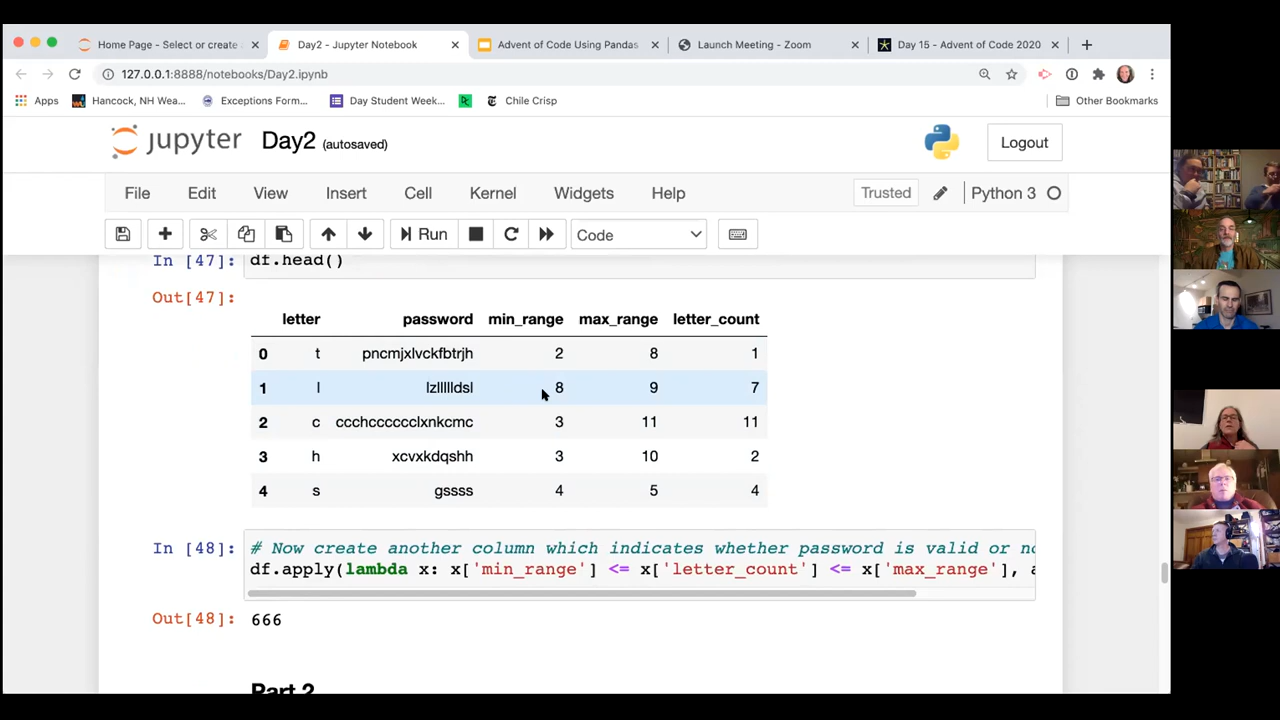 Home Page - Select or create a
Day2 - Jupyter Notebook
Advent of Code Using Pandas
Launch Meeting - Zoom
Day 15 - Advent of Code 2020
127.0.0.1:8888/notebooks/Day2.ipynb
Apps
Hancock, NH Wea...
Exceptions Form...
Day Student Week...
Chile Crisp
Other Bookmarks
jupyter Day2 (autosaved)
Logout
File Edit View Insert Cell Kernel Widgets Help
Trusted
Python 3
Run
Code
In [47]: df.head()
Out[47]:
letter password min_range max_range letter_count
0 t pncmjxlvckfbtrjh 2 8 1
1 l lzllllldsl 8 9 7
2 c ccchcccccclxnkcmc 3 11 11
3 h xcvxkdqshh 3 10 2
4 s gssss 4 5 4
In [48]: # Now create another column which indicates whether password is valid or no
df.apply(lambda x: x['min_range'] <= x['letter_count'] <= x['max_range'], a
Out[48]: 666
Part 2